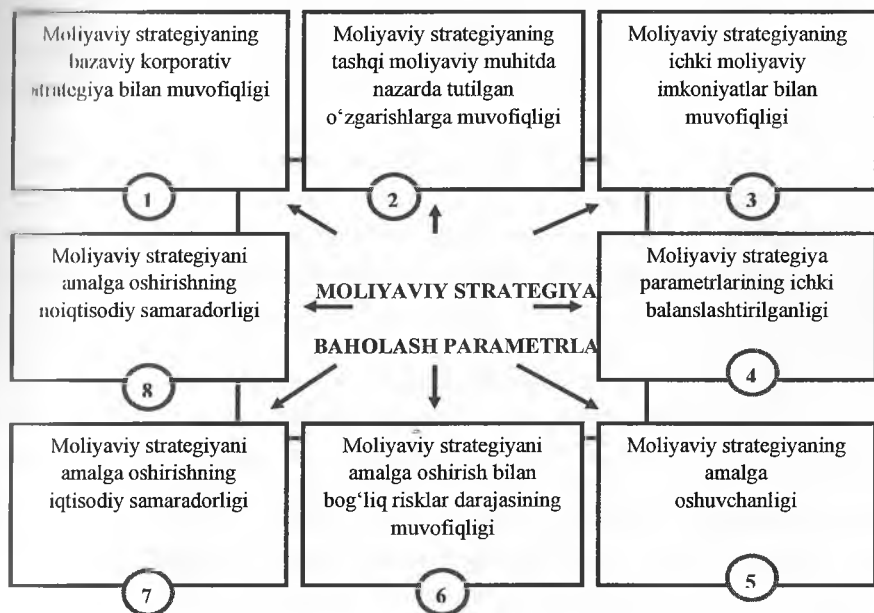 Moliyaviy strategiyaning
bazaviy korporativ
strategiya bilan muvofiqligi
1
Moliyaviy strategiyaning
tashqi moliyaviy muhitda
nazarda tutilgan
o‘zgarishlarga muvofiqligi
2
Moliyaviy strategiyaning
ichki moliyaviy
imkoniyatlar bilan
muvofiqligi
3
Moliyaviy strategiyani
amalga oshirishning
noiqtisodiy samaradorligi
8
MOLIYAVIY STRATEGIYA
BAHOLASH PARAMETRLA
Moliyaviy strategiya
parametrlarining ichki
balanslashtirilganligi
4
Moliyaviy strategiyani
amalga oshirishning
iqtisodiy samaradorligi
7
Moliyaviy strategiyani
amalga oshirish bilan
bog‘liq risklar darajasining
muvofiqligi
6
Moliyaviy strategiyaning
amalga
oshuvchanligi
5